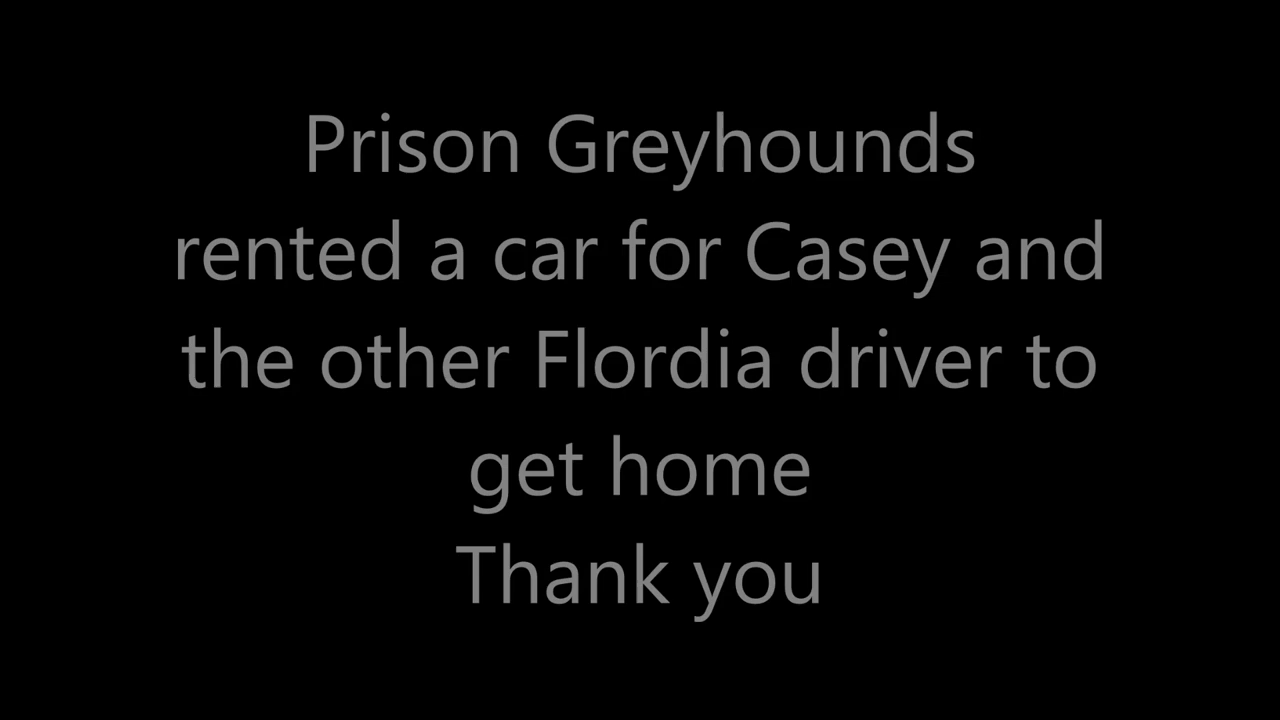 Prison Greyhounds
rented a car for Casey and
the other Flordia driver to
get home
Thank you